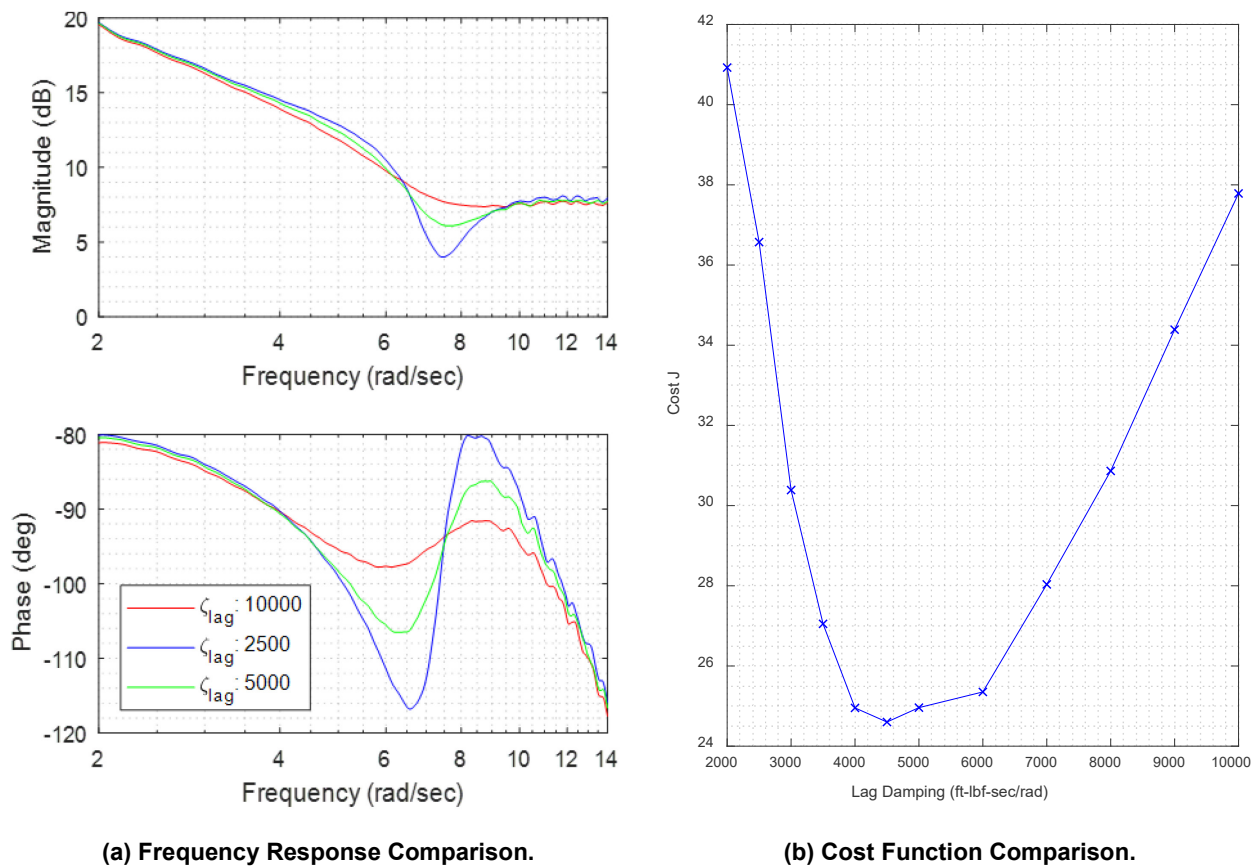 20
15
10
5
0
Magnitude (dB)
2 4 6 8 10 12 14
Frequency (rad/sec)
-80
-90
-100
-110
-120
Phase (deg)
ζlag: 10000
ζlag: 2500
ζlag: 5000
2 4 6 8 10 12 14
Frequency (rad/sec)
(a) Frequency Response Comparison.
42
40
38
36
34
32
30
28
26
24
Cost J
2000 3000 4000 5000 6000 7000 8000 9000 10000
Lag Damping (ft-lbf-sec/rad)
(b) Cost Function Comparison.